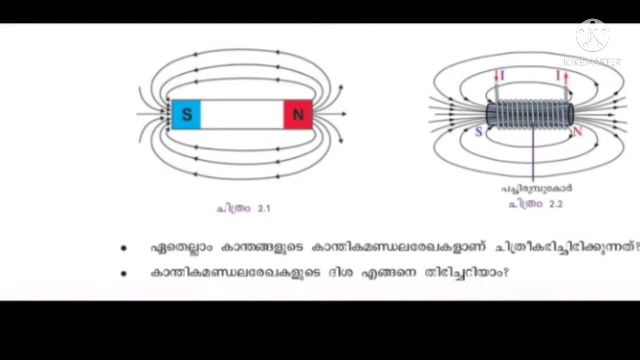 KINEMASTER
S
N
I
I
S
N
പച്ചിരുമ്പുകോർ
ചിത്രം 2.1
ചിത്രം 2.2
• ഏതെല്ലാം കാന്തങ്ങളുടെ കാന്തികമണ്ഡലരേഖകളാണ് ചിത്രീകരിച്ചിരിക്കുന്നത്?
• കാന്തികമണ്ഡലരേഖകളുടെ ദിശ എങ്ങനെ തിരിച്ചറിയാം?